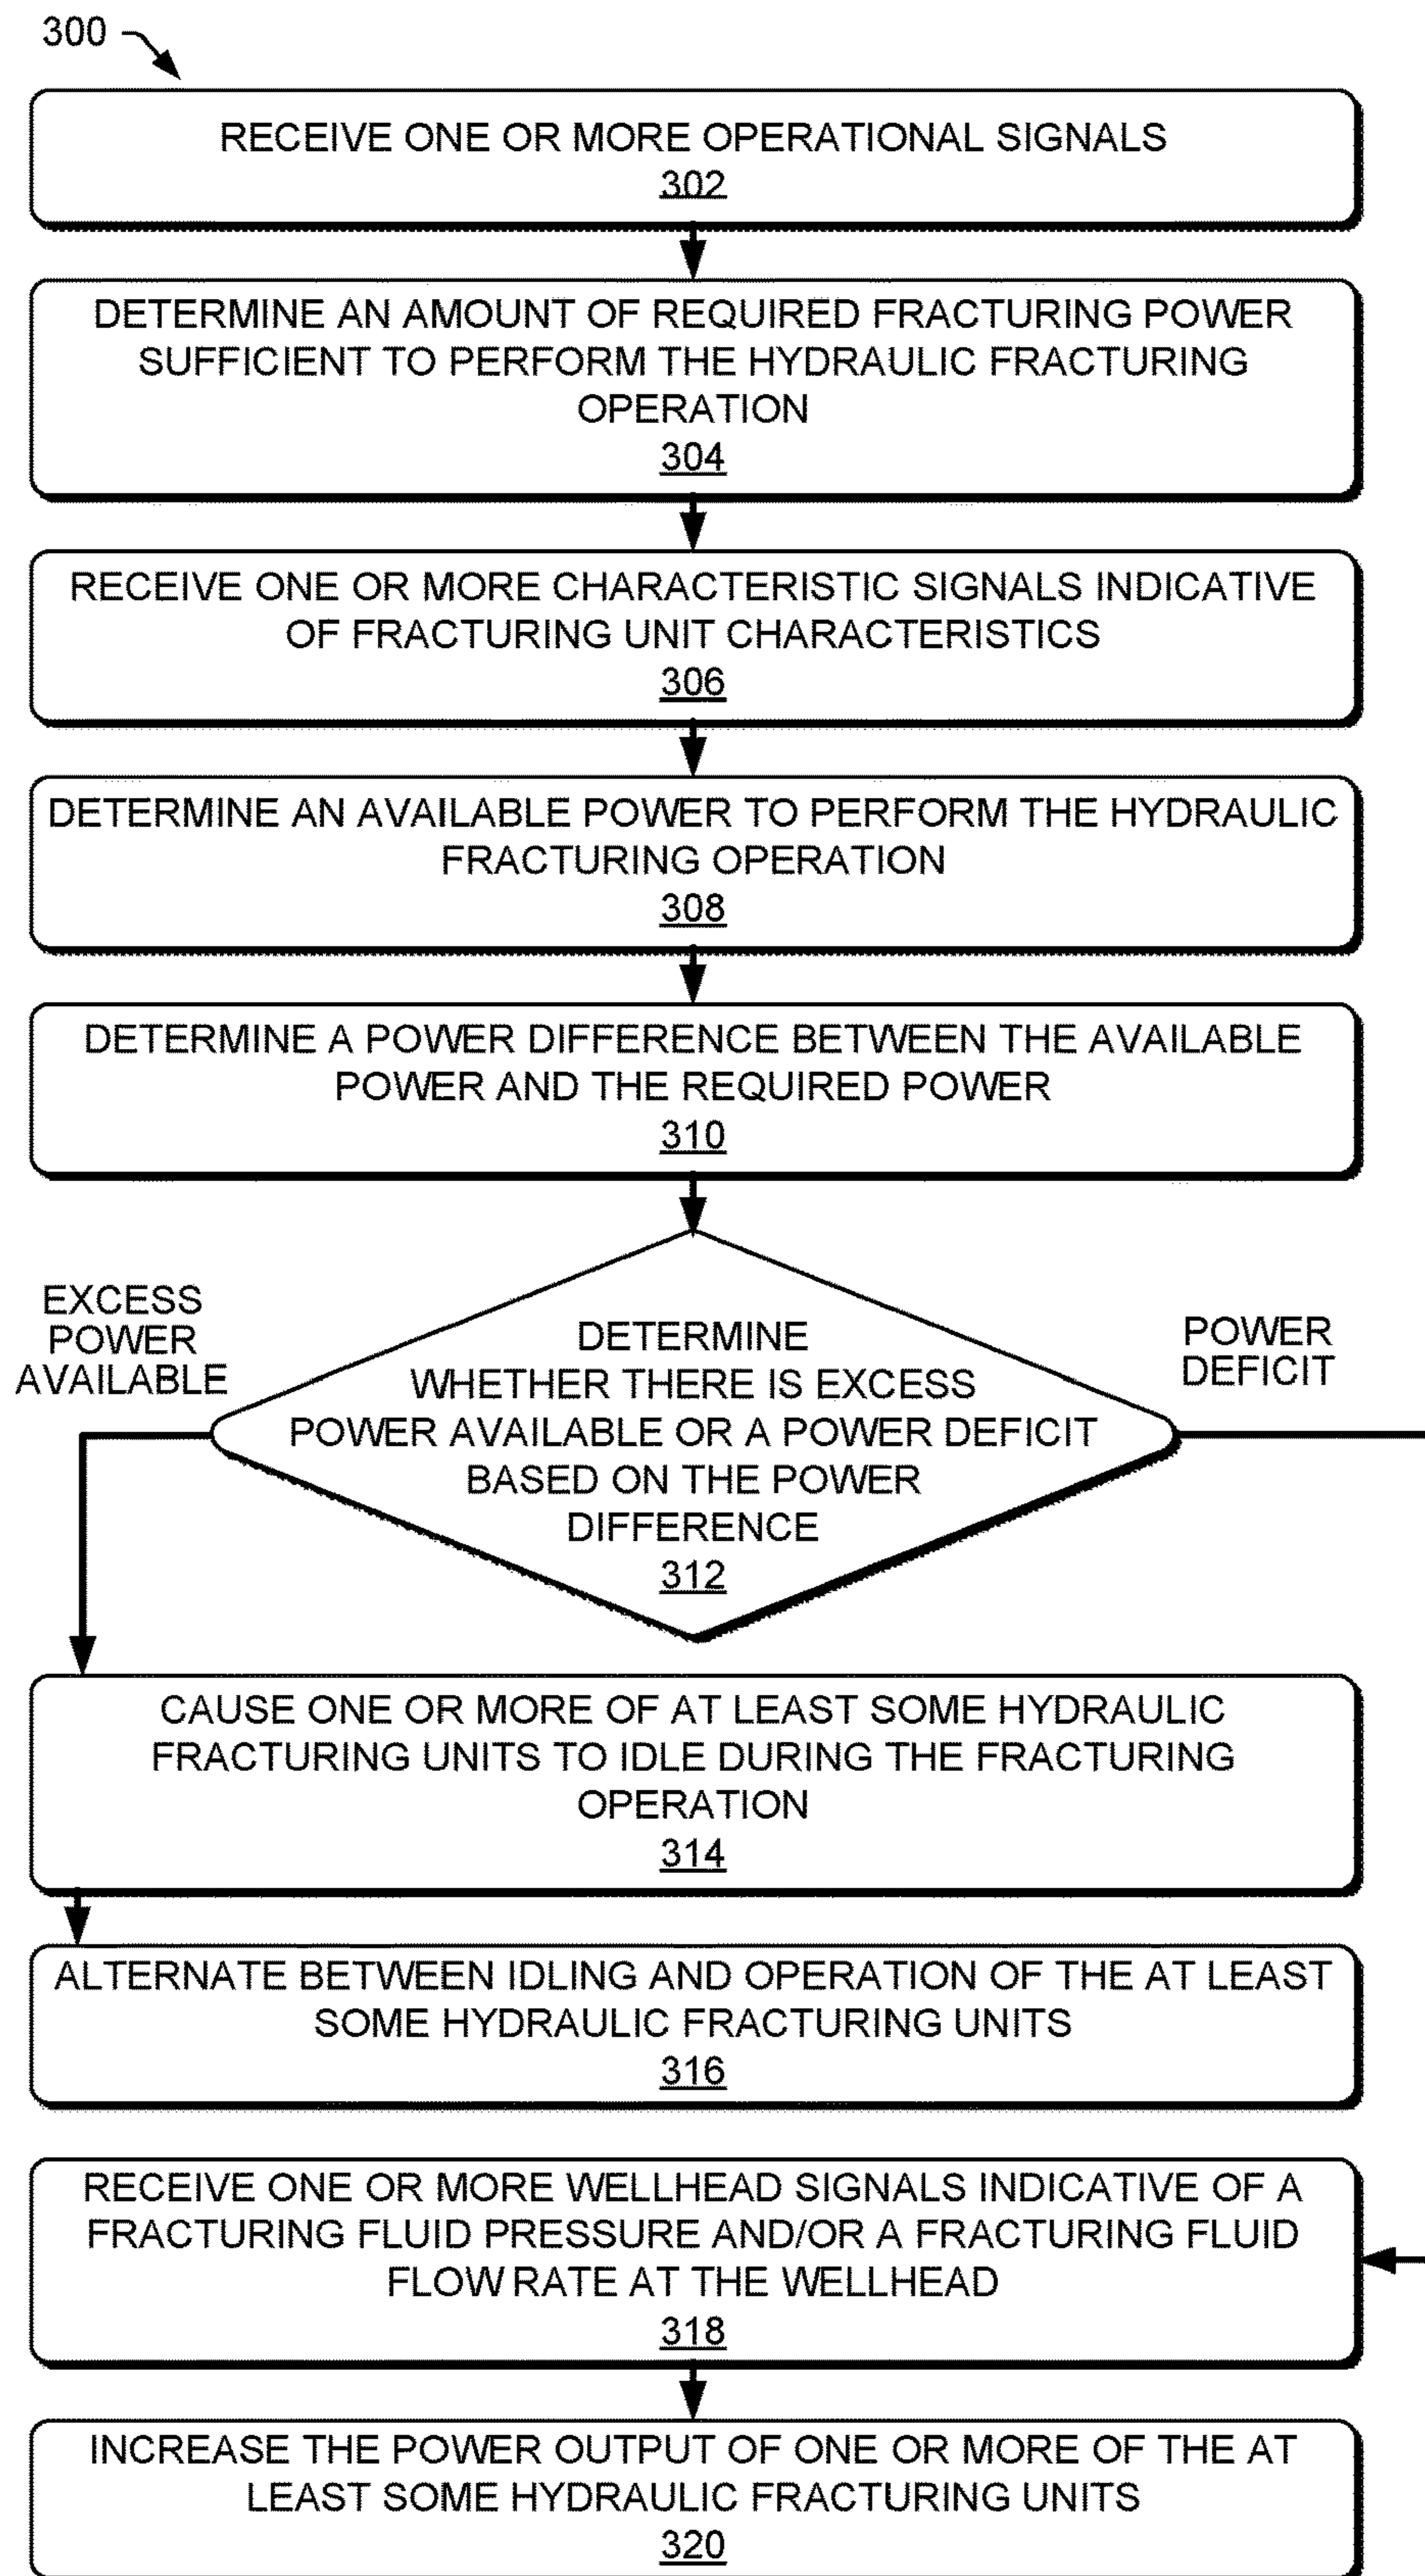 300
RECEIVE ONE OR MORE OPERATIONAL SIGNALS
302
DETERMINE AN AMOUNT OF REQUIRED FRACTURING POWER
SUFFICIENT TO PERFORM THE HYDRAULIC FRACTURING
OPERATION
304
RECEIVE ONE OR MORE CHARACTERISTIC SIGNALS INDICATIVE
OF FRACTURING UNIT CHARACTERISTICS
306
DETERMINE AN AVAILABLE POWER TO PERFORM THE HYDRAULIC
FRACTURING OPERATION
308
DETERMINE A POWER DIFFERENCE BETWEEN THE AVAILABLE
POWER AND THE REQUIRED POWER
310
EXCESS
POWER
AVAILABLE
DETERMINE
WHETHER THERE IS EXCESS
POWER AVAILABLE OR A POWER DEFICIT
BASED ON THE POWER
DIFFERENCE
312
POWER
DEFICIT
CAUSE ONE OR MORE OF AT LEAST SOME HYDRAULIC
FRACTURING UNITS TO IDLE DURING THE FRACTURING
OPERATION
314
ALTERNATE BETWEEN IDLING AND OPERATION OF THE AT LEAST
SOME HYDRAULIC FRACTURING UNITS
316
RECEIVE ONE OR MORE WELLHEAD SIGNALS INDICATIVE OF A
FRACTURING FLUID PRESSURE AND/OR A FRACTURING FLUID
FLOW RATE AT THE WELLHEAD
318
INCREASE THE POWER OUTPUT OF ONE OR MORE OF THE AT
LEAST SOME HYDRAULIC FRACTURING UNITS
320